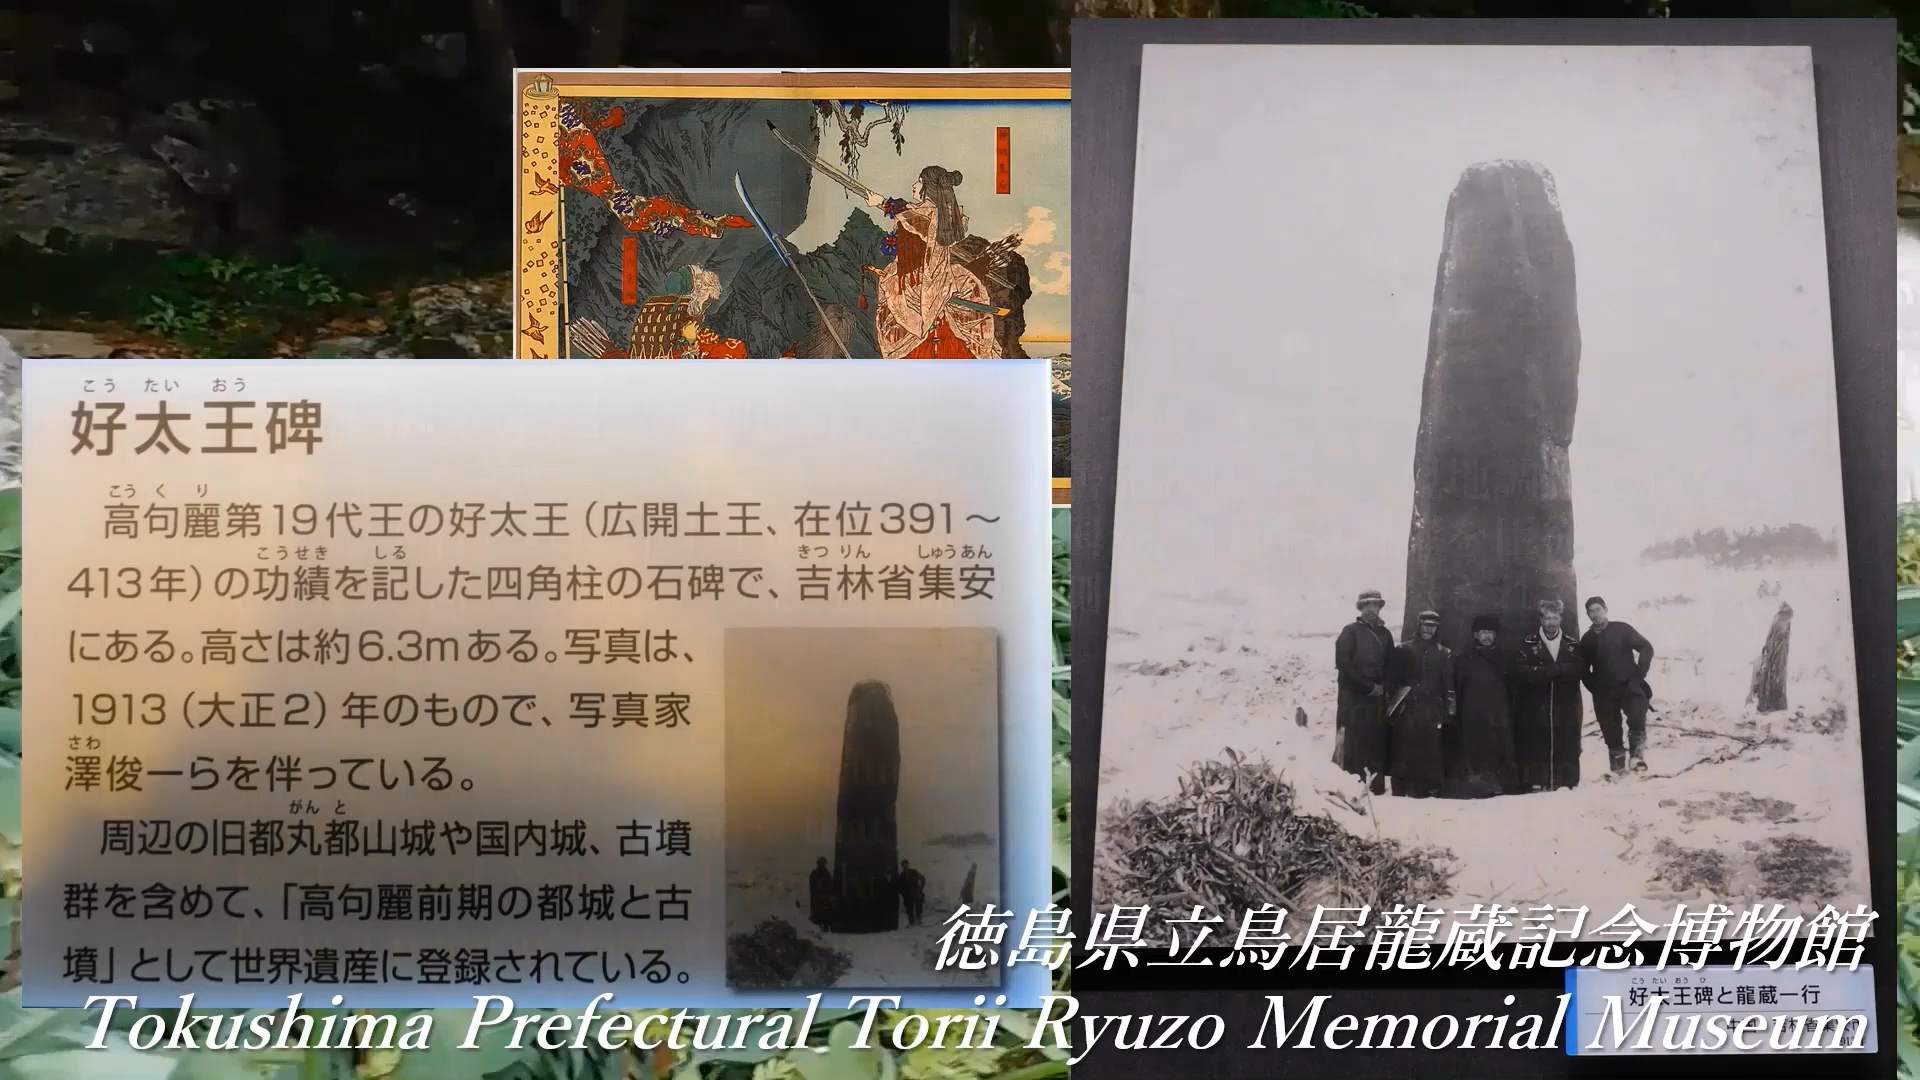 こう たい おう
好太王碑
こう く り
高句麗第19代王の好太王(広開土王、在位391～
こうせき しる きつ りん しゅうあん
413年)の功績を記した四角柱の石碑で、吉林省集安
にある。高さは約6.3mある。写真は、
1913(大正2)年のもので、写真家
さわ
澤俊一らを伴っている。
がん と
周辺の旧都丸都山城や国内城、古墳
群を含めて、「高句麗前期の都城と古
墳」として世界遺産に登録されている。
徳島県立鳥居龍蔵記念博物館
こう たい おう ひ
好太王碑と龍蔵一行
Tokushima Prefectural Torii Ryuzo Memorial Museum